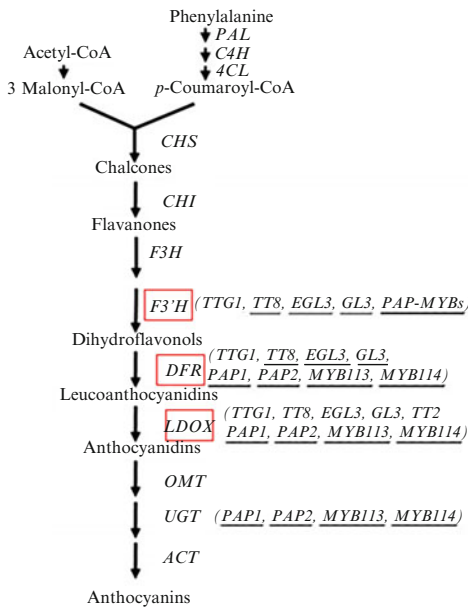 Phenylalanine
PAL
Acetyl-CoA
C4H
4CL
3 Malonyl-CoA
p-Coumaroyl-CoA
CHS
Chalcones
CHI
Flavanones
F3H
F3'H (TTG1, TT8, EGL3, GL3, PAP-MYBs)
Dihydroflavonols
DFR (TTG1, TT8, EGL3, GL3,
PAP1, PAP2, MYB113, MYB114)
Leucoanthocyanidins
LDOX (TTG1, TT8, EGL3, GL3, TT2
PAP1, PAP2, MYB113, MYB114)
Anthocyanidins
OMT
UGT (PAP1, PAP2, MYB113, MYB114)
ACT
Anthocyanins